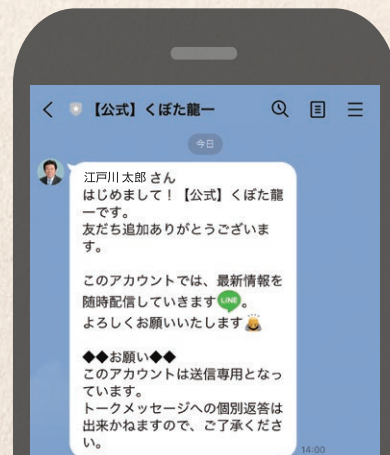 【公式】くぼた龍一
今日
江戸川太郎 さん
はじめまして！【公式】くぼた龍
一です。
友だち追加ありがとうございま
す。
このアカウントでは、最新情報を
随時配信していきます LINE 。
よろしくお願いいたします
◆◆お願い◆◆
このアカウントは送信専用となっ
ています。
トークメッセージへの個別返答は
出来かねますので、ご了承くださ
い。
14:00